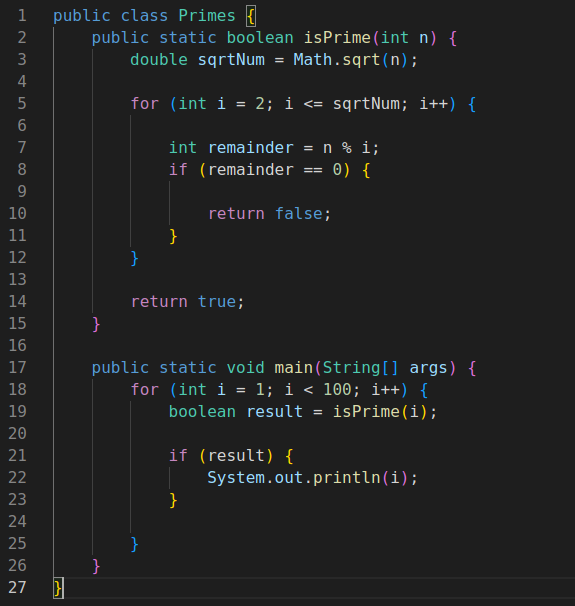 1 public class Primes {
2     public static boolean isPrime(int n) {
3         double sqrtNum = Math.sqrt(n);
4
5         for (int i = 2; i <= sqrtNum; i++) {
6
7             int remainder = n % i;
8             if (remainder == 0) {
9
10                 return false;
11             }
12         }
13
14         return true;
15     }
16
17     public static void main(String[] args) {
18         for (int i = 1; i < 100; i++) {
19             boolean result = isPrime(i);
20
21             if (result) {
22                 System.out.println(i);
23             }
24
25         }
26     }
27 }